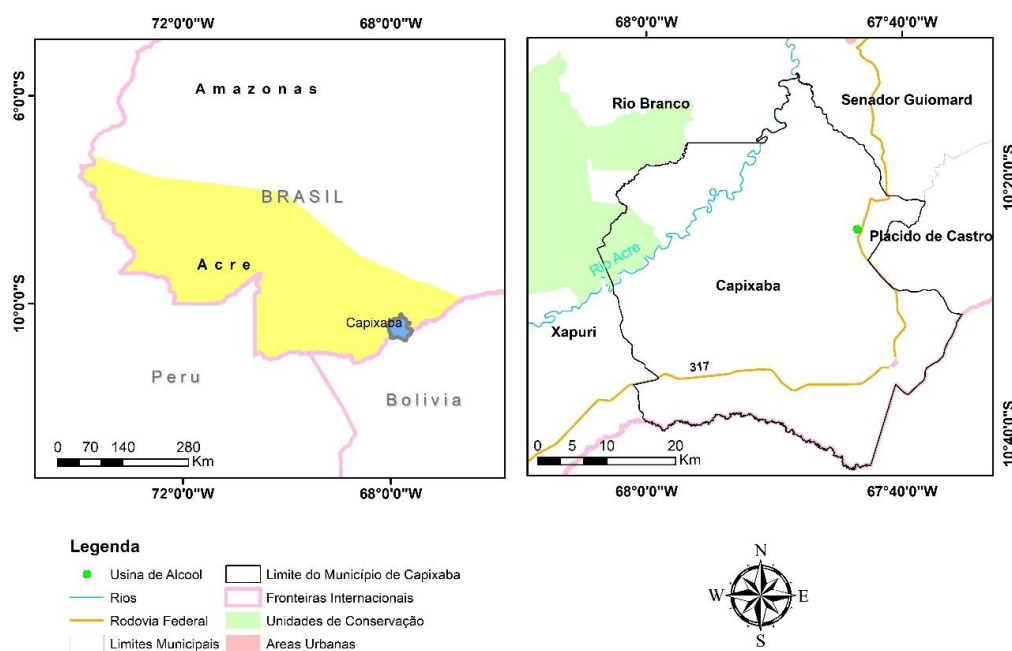 72°0'0"W 68°0'0"W
6°0'0"S
10°0'0"S
Amazonas
BRASIL
Acre
Capixaba
Peru
Bolivia
0 70 140 280
Km
72°0'0"W 68°0'0"W
68°0'0"W 67°40'0"W
Rio Branco
Senador Guiomard
10°20'0"S
Plácido de Castro
Rio Acre
Capixaba
Xapuri
317
10°40'0"S
0 5 10 20
Km
68°0'0"W 67°40'0"W
Legenda
Usina de Alcool
Rios
Rodovia Federal
Limites Municipais
Limite do Município de Capixaba
Fronteiras Internacionais
Unidades de Conservação
Areas Urbanas
N
W E
S